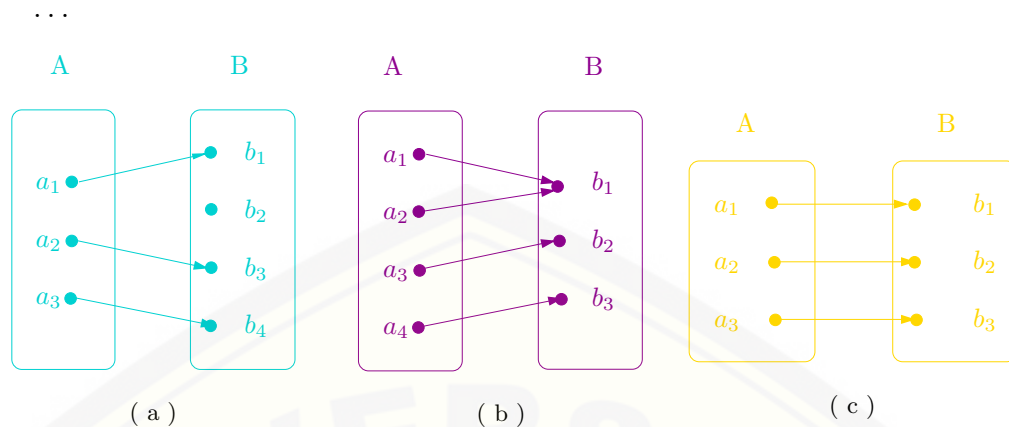 ...
A B
a₁ b₁
b₂
a₂ b₃
a₃ b₄
( a )
A B
a₁ b₁
a₂
a₃ b₂
a₄ b₃
( b )
A B
a₁ b₁
a₂ b₂
a₃ b₃
( c )